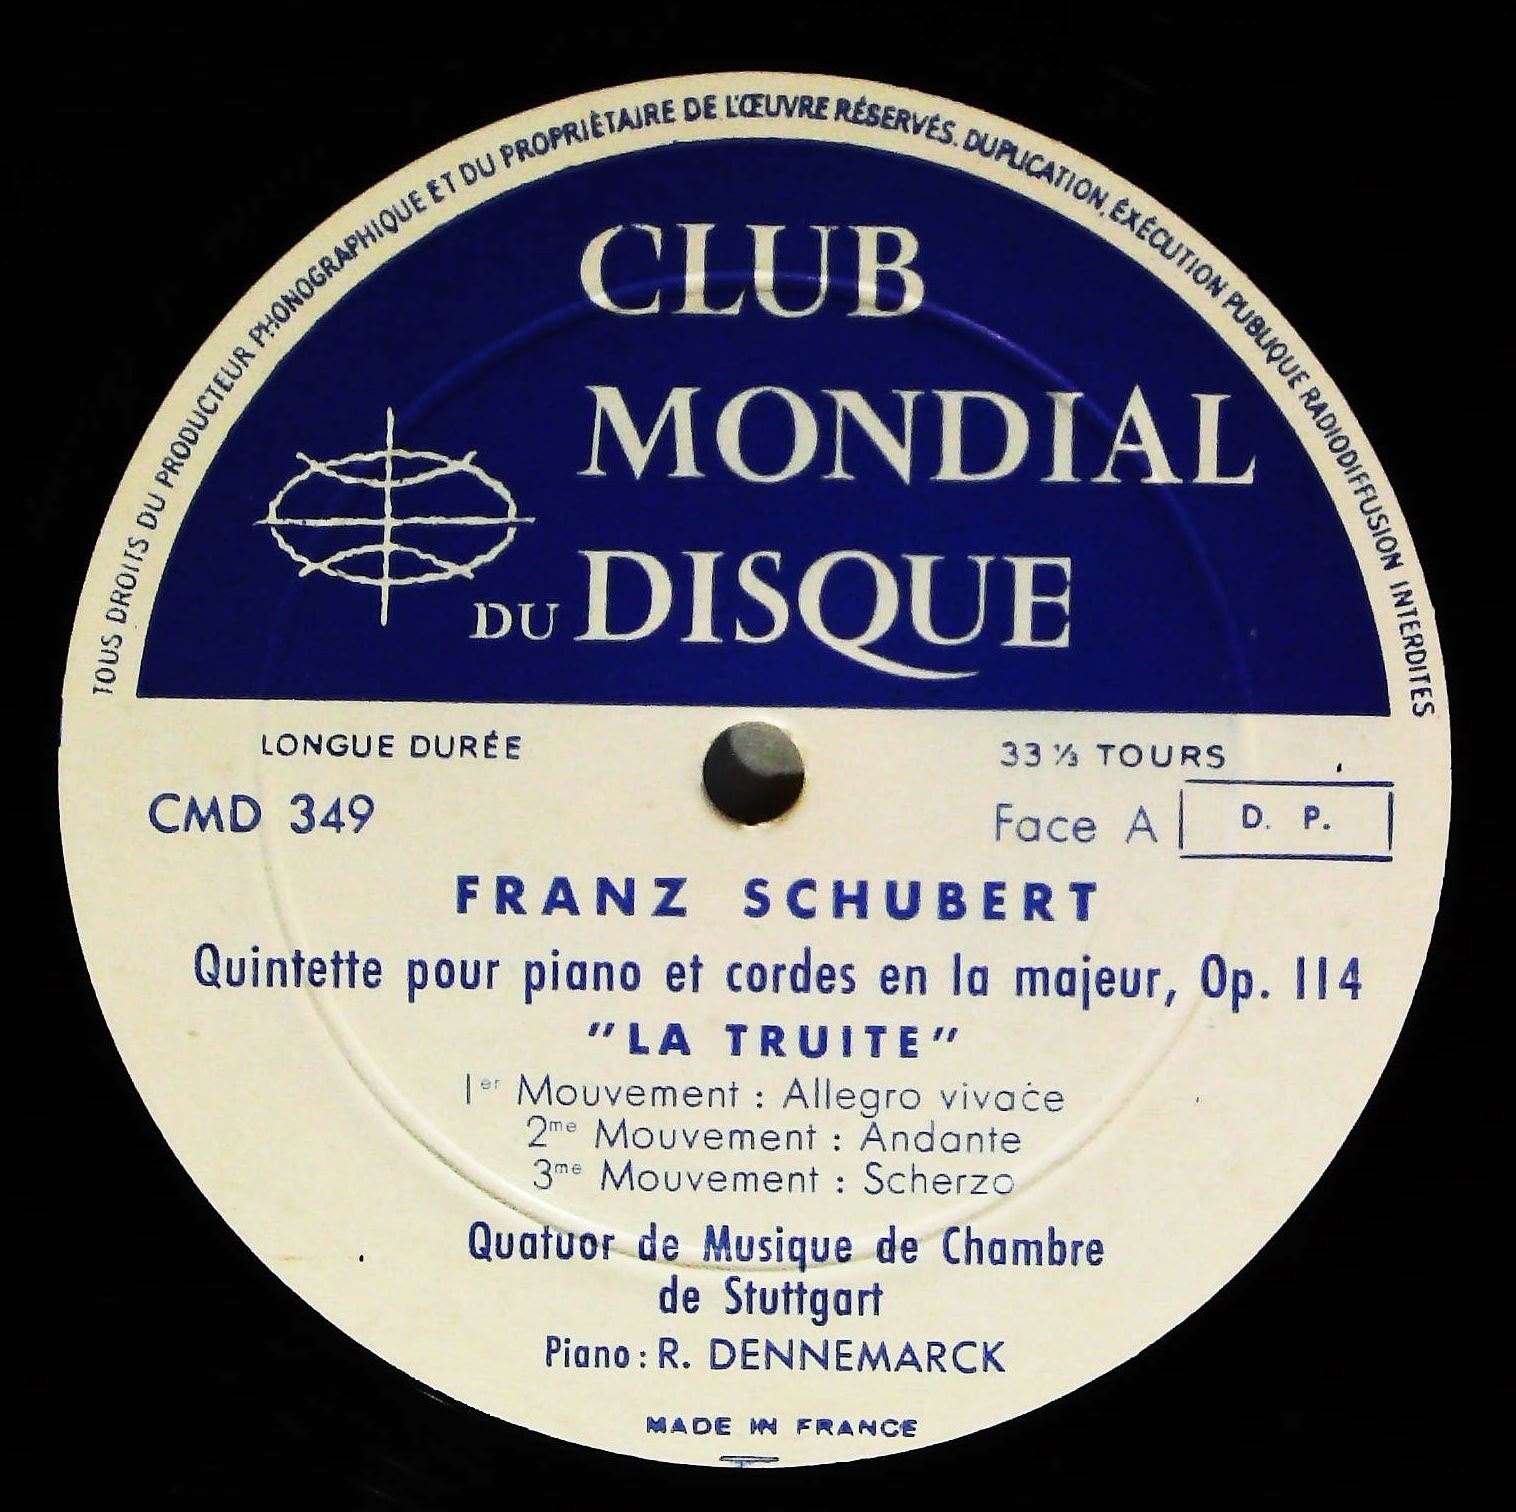 TOUS DROITS DU PRODUCTEUR PHONOGRAPHIQUE ET DU PROPRIÈTAIRE DE L'ŒUVRE RÉSERVÉS. DUPLICATION, ÉXÉCUTION PUBLIQUE RADIODIFFUSION INTERDITES
CLUB
MONDIAL
DU DISQUE
LONGUE DURÉE
33 ⅓ TOURS
CMD 349
Face A
D. P.
FRANZ SCHUBERT
Quintette pour piano et cordes en la majeur, Op. 114
"LA TRUITE"
1er Mouvement : Allegro vivace
2me Mouvement : Andante
3me Mouvement : Scherzo
Quatuor de Musique de Chambre
de Stuttgart
Piano : R. DENNEMARCK
MADE IN FRANCE